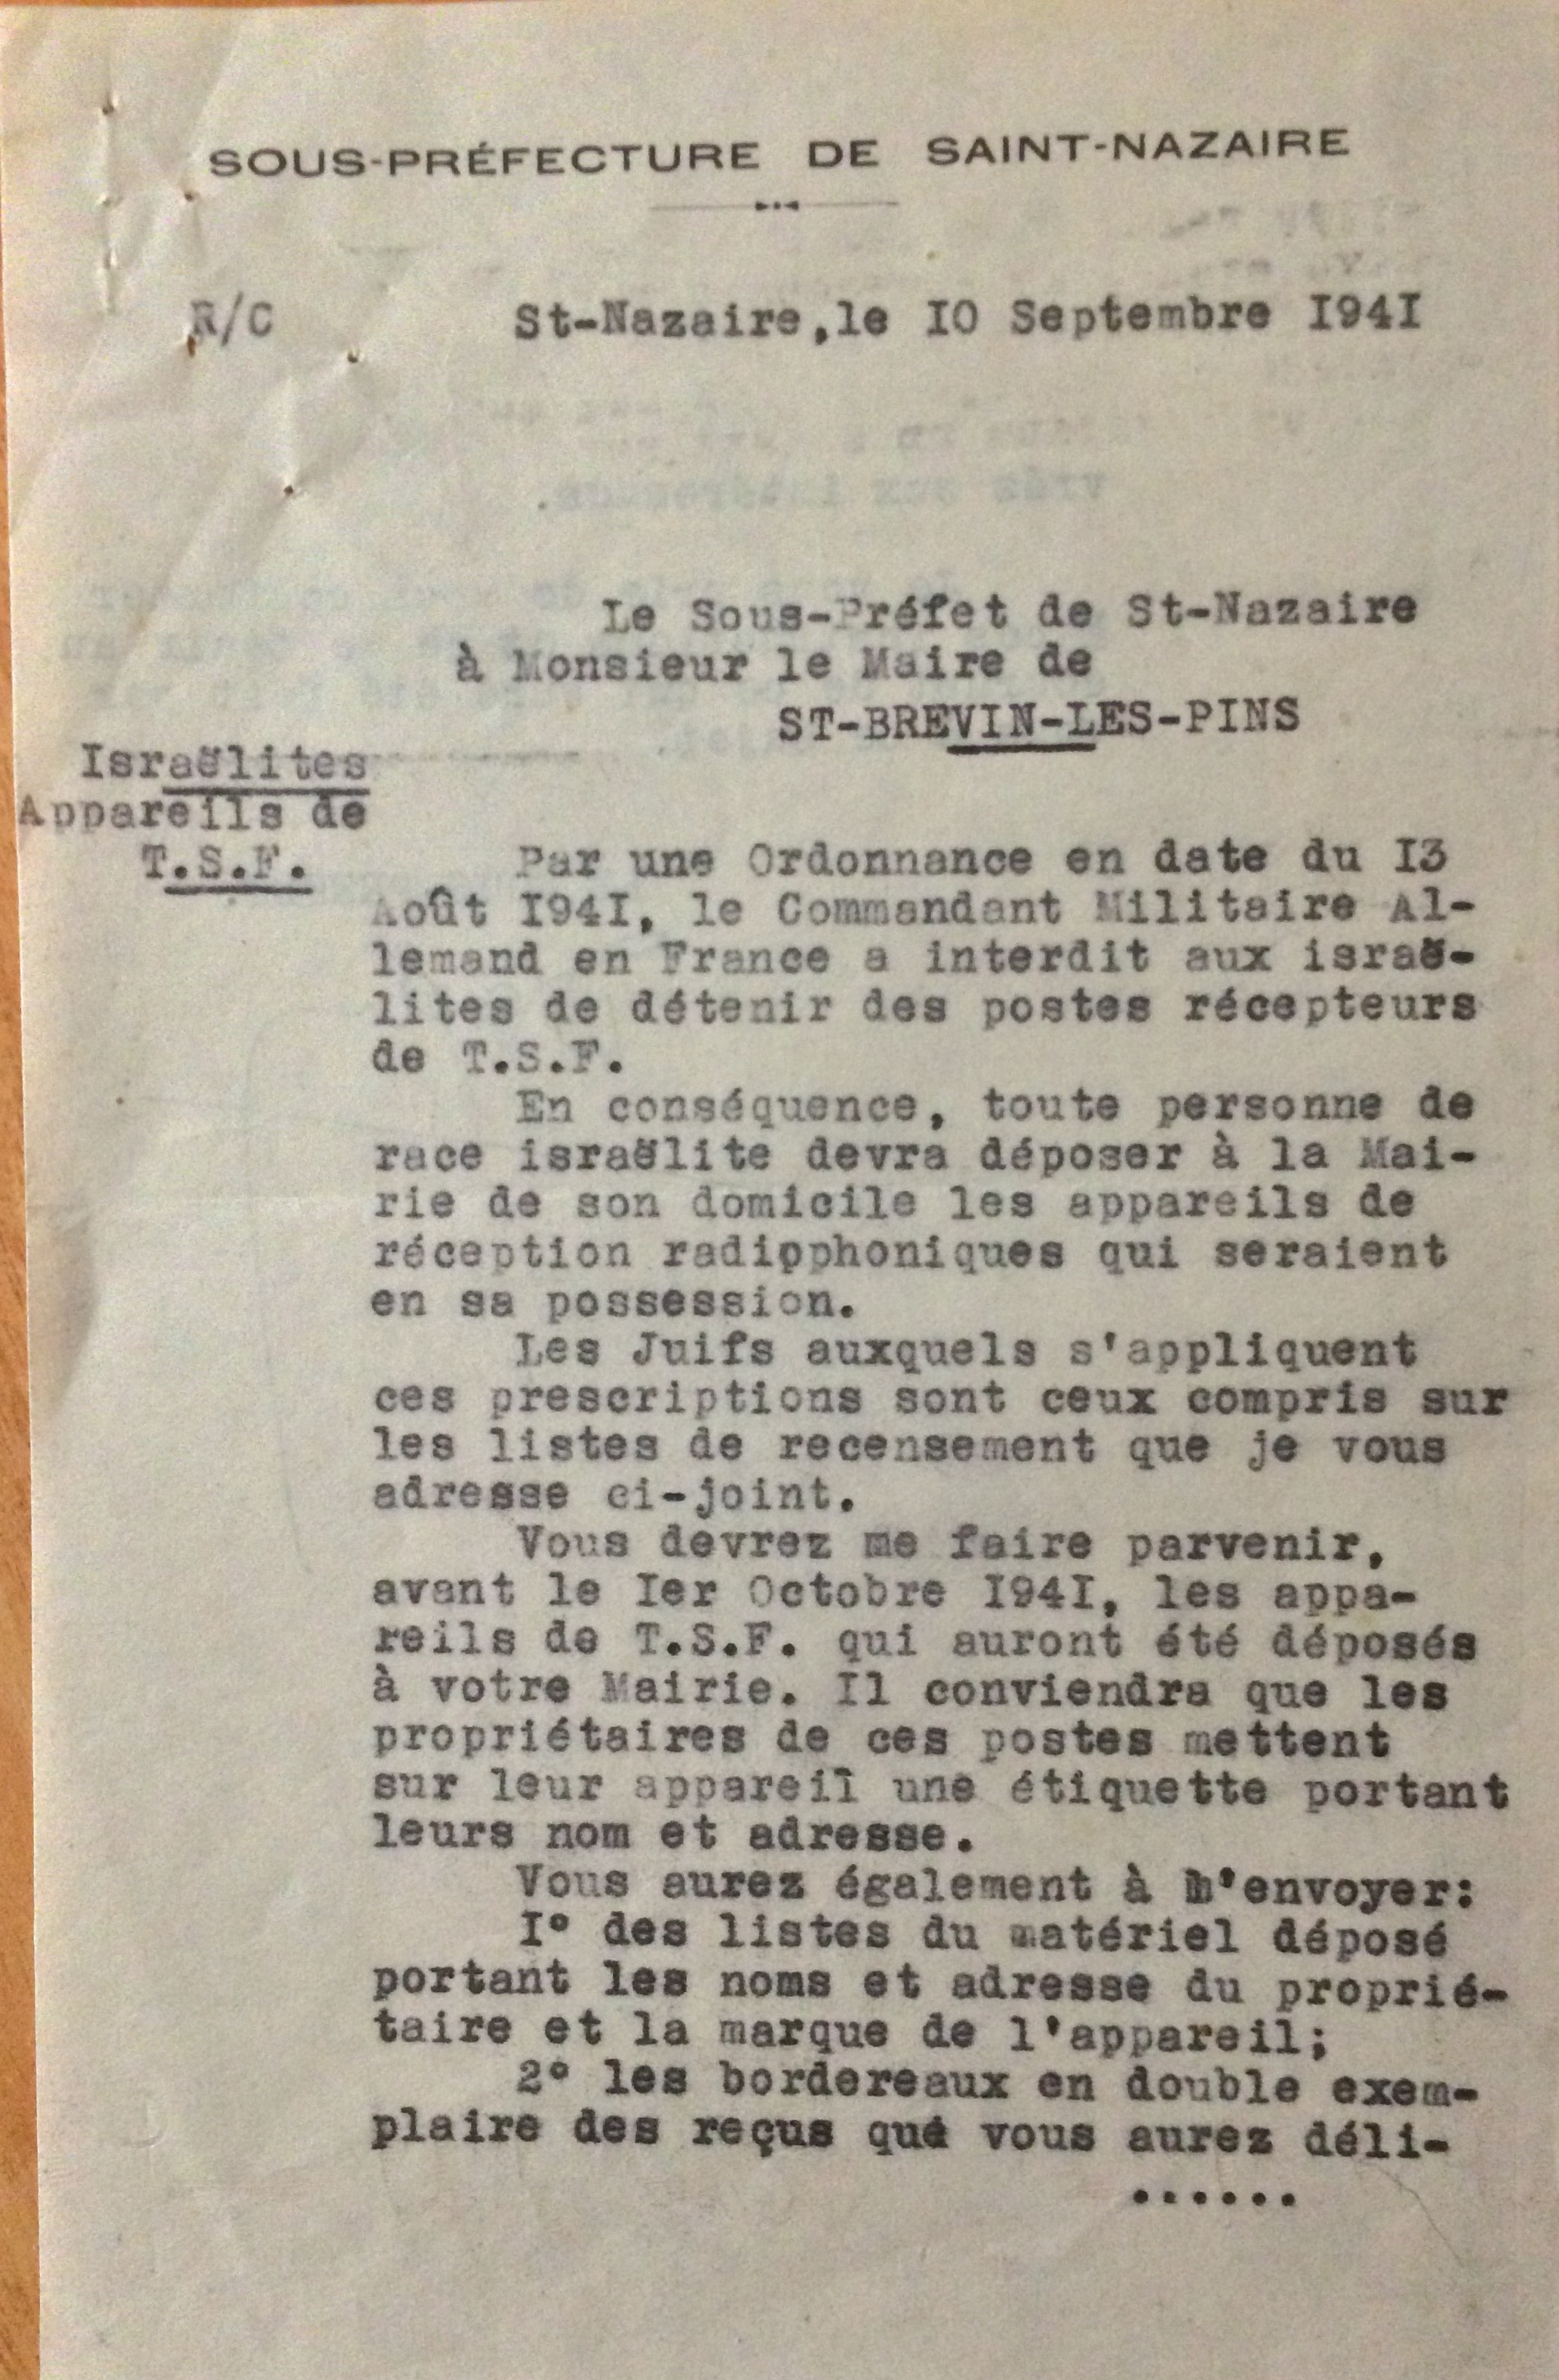 SOUS-PRÉFECTURE DE SAINT-NAZAIRE
R/C St-Nazaire,le I0 Septembre I94I
Le Sous-Préfet de St-Nazaire
à Monsieur le Maire de
ST-BREVIN-LES-PINS
Israëlites
Appareils de
T.S.F.
Par une Ordonnance en date du I3
Août I94I, le Commandant Militaire Al-
lemand en France a interdit aux israë-
lites de détenir des postes récepteurs
de T.S.F.
En conséquence, toute personne de
race israëlite devra déposer à la Mai-
rie de son domicile les appareils de
réception radiophoniques qui seraient
en sa possession.
Les Juifs auxquels s'appliquent
ces prescriptions sont ceux compris sur
les listes de recensement que je vous
adresse ci-joint.
Vous devrez me faire parvenir,
avant le Ier Octobre I94I, les appa-
reils de T.S.F. qui auront été déposés
à votre Mairie. Il conviendra que les
propriétaires de ces postes mettent
sur leur appareil une étiquette portant
leurs nom et adresse.
Vous aurez également à m'envoyer:
I° des listes du matériel déposé
portant les noms et adresse du proprié-
taire et la marque de l'appareil;
2° les bordereaux en double exem-
plaire des reçus que vous aurez déli-
......